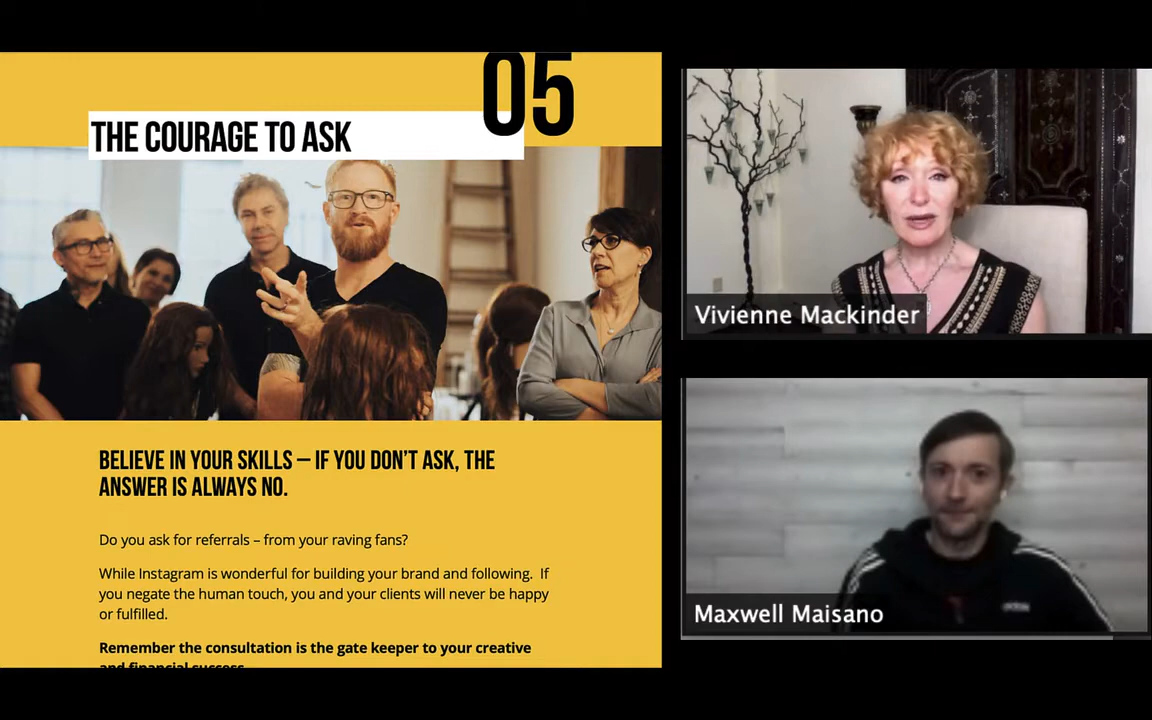 05
THE COURAGE TO ASK
BELIEVE IN YOUR SKILLS – IF YOU DON'T ASK, THE
ANSWER IS ALWAYS NO.
Do you ask for referrals – from your raving fans?
While Instagram is wonderful for building your brand and following.  If
you negate the human touch, you and your clients will never be happy
or fulfilled.
Remember the consultation is the gate keeper to your creative
and financial success
Vivienne Mackinder
Maxwell Maisano